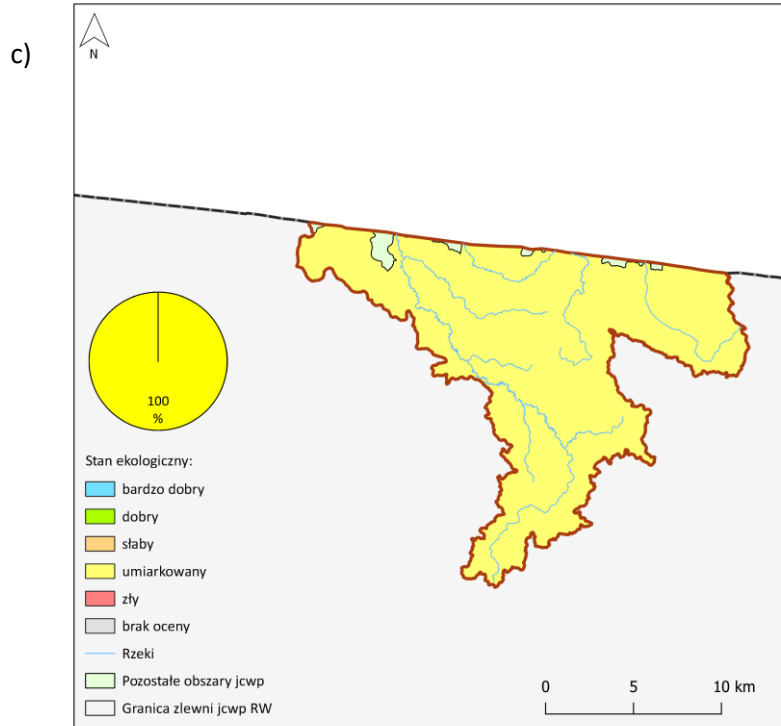 c)
N
100
%
Stan ekologiczny:
bardzo dobry
dobry
słaby
umiarkowany
zły
brak oceny
Rzeki
Pozostałe obszary jcwp
Granica zlewni jcwp RW
0 5 10 km